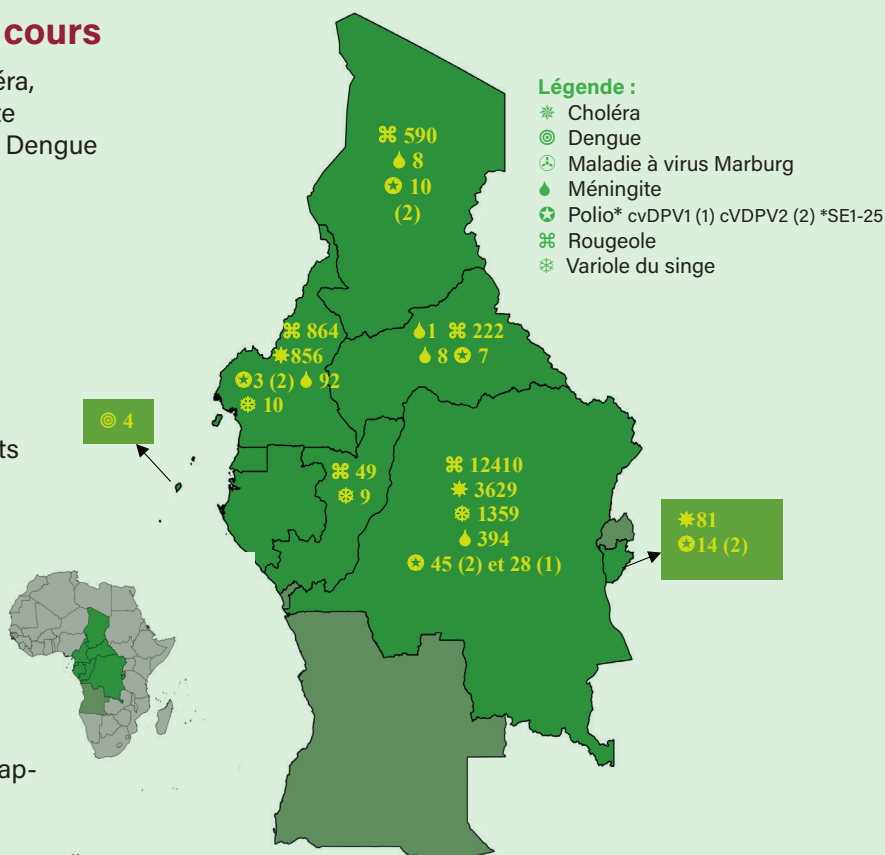 cours
éra,
te
Dengue
ts
ap-
Légende :
Choléra
Dengue
Maladie à virus Marburg
Méningite
Polio* cvDPV1 (1) cVDPV2 (2) *SE1-25
Rougeole
Variole du singe
590
8
10
(2)
864
856
3 (2) 92
10
1 222
8 7
4
49
9
12410
3629
1359
394
45 (2) et 28 (1)
81
14 (2)